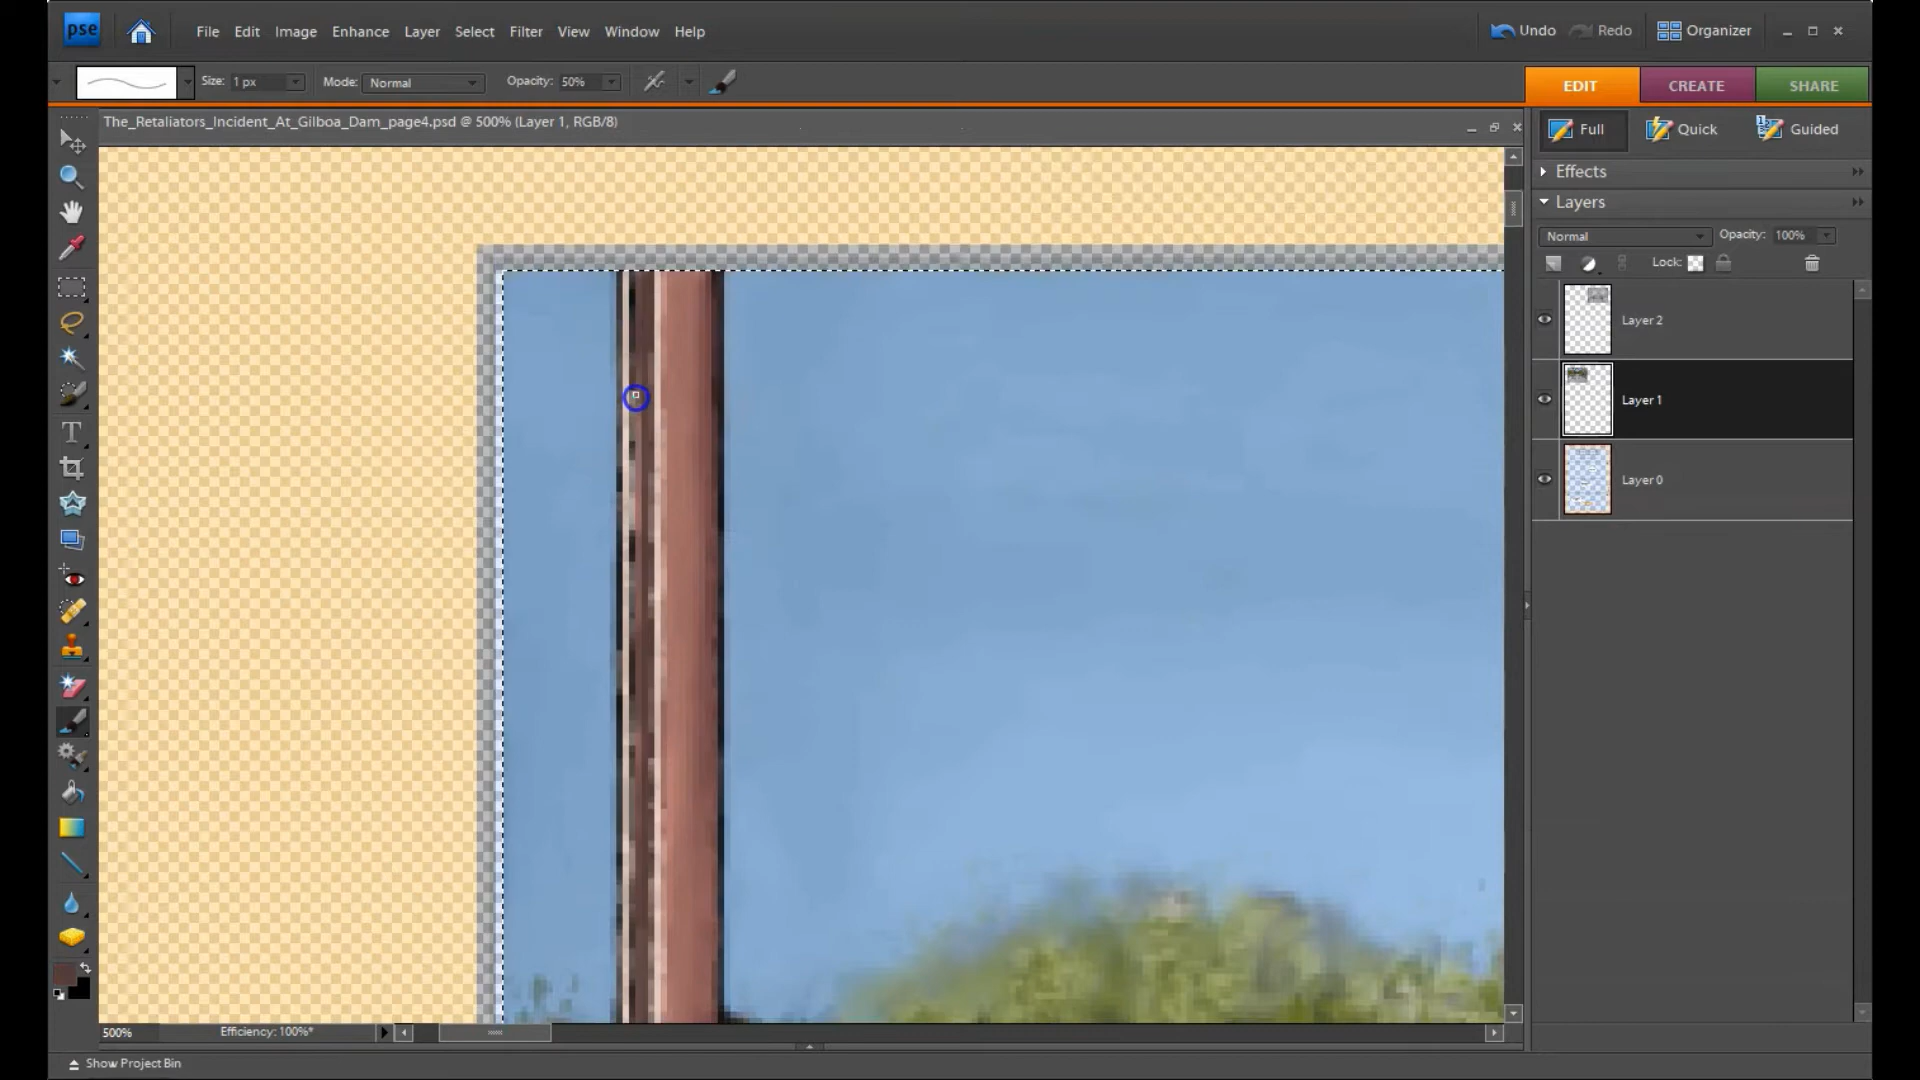 pse File Edit Image Enhance Layer Select Filter View Window Help Undo Redo Organizer
Size: 1 px Mode: Normal Opacity: 50% EDIT CREATE SHARE
The_Retaliators_Incident_At_Gilboa_Dam_page4.psd @ 500% (Layer 1, RGB/8)
Full Quick Guided
Effects
Layers
Normal Opacity: 100%
Lock:
Layer 2
Layer 1
Layer 0
T
500% Efficiency: 100%*
Show Project Bin